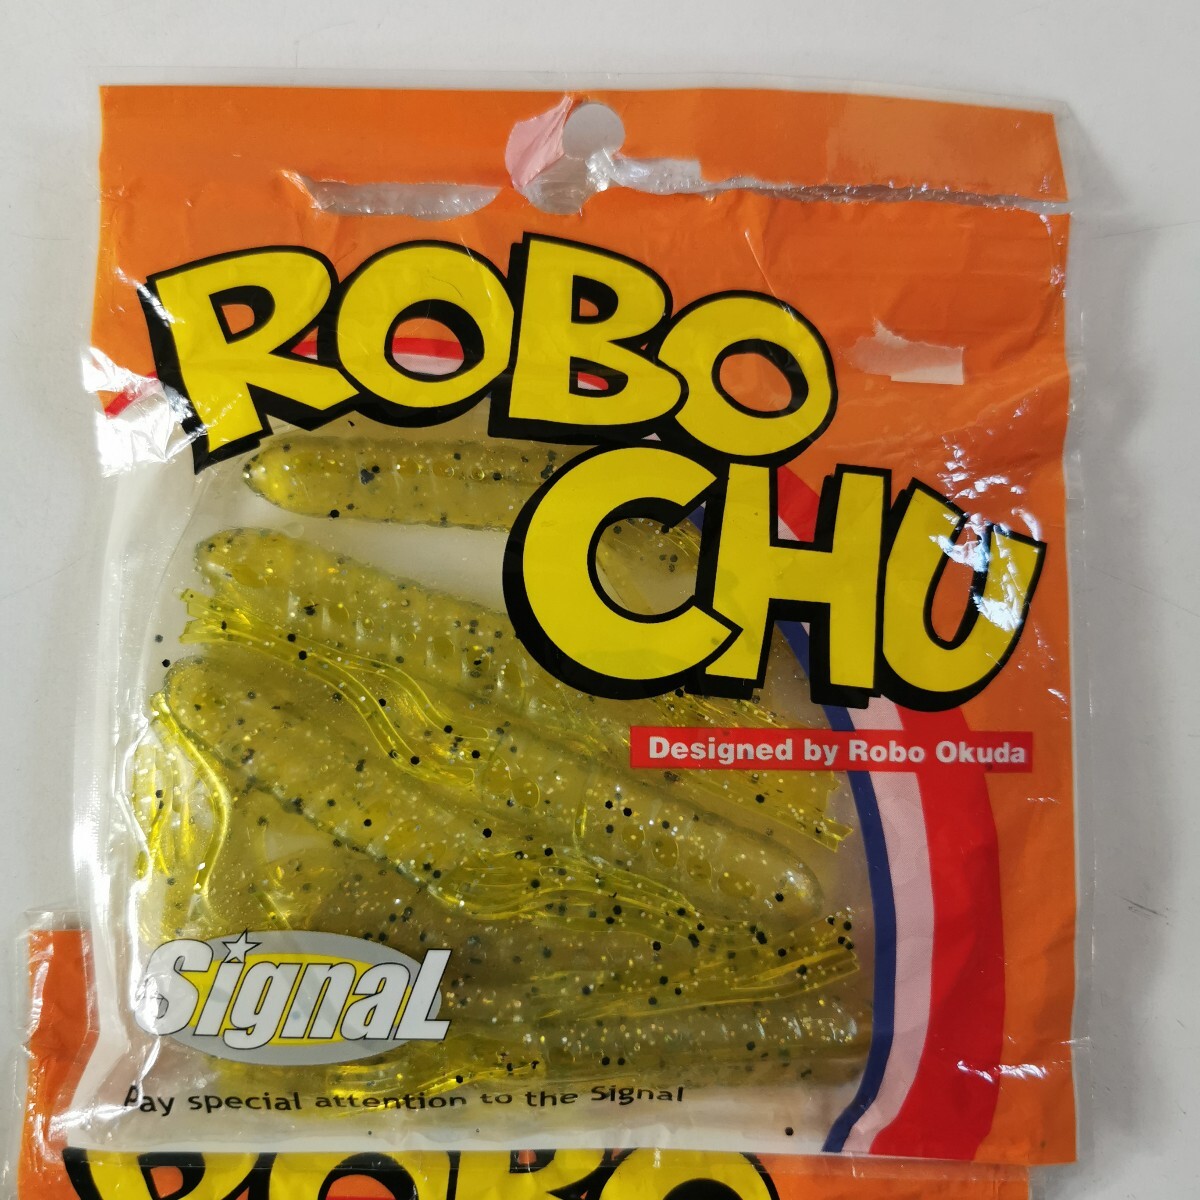 ROBO
CHU
Designed by Robo Okuda
Signal
Pay special attention to the Signal
ROBO